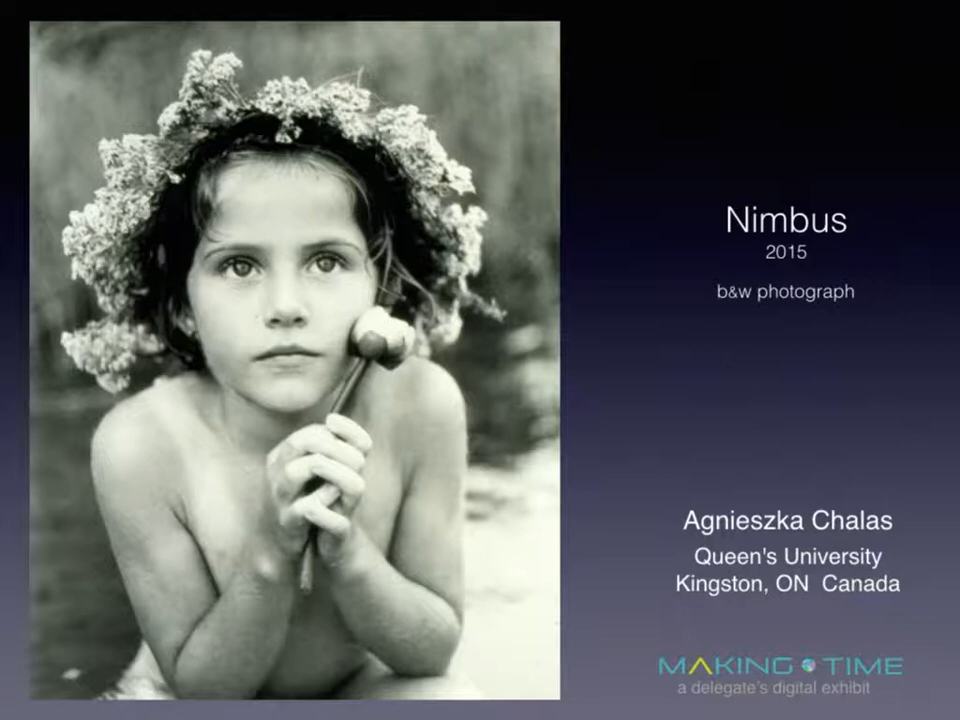 Nimbus
2015
b&w photograph
Agnieszka Chalas
Queen's University
Kingston, ON Canada
MAKING TIME
a delegate's digital exhibit